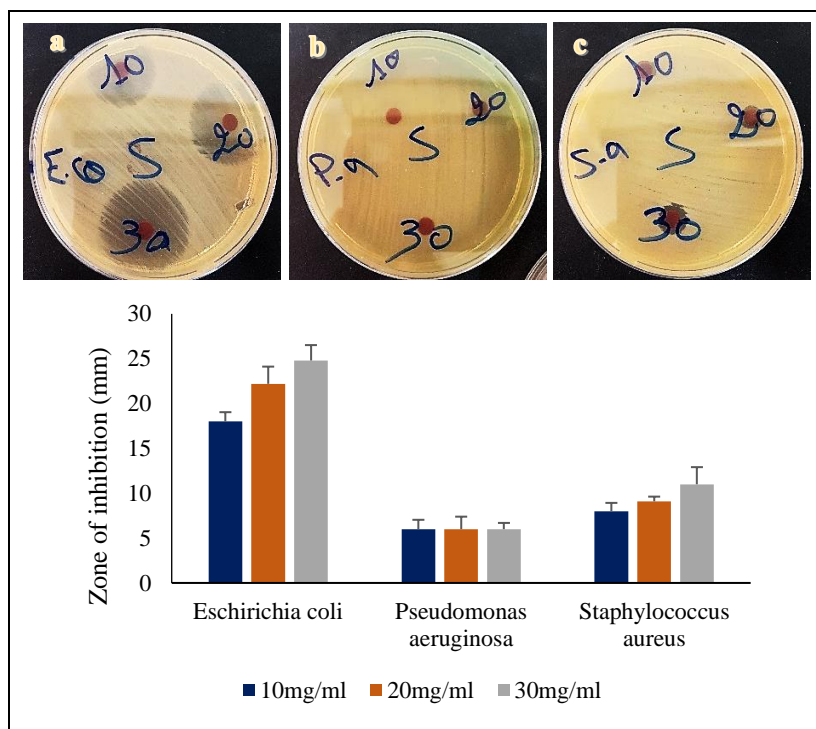 a
10
20
E.co
S
30
b
10
20
P-a
S
30
c
10
20
S-a
S
30
Zone of inhibition (mm)
30
25
20
15
10
5
0
Eschirichia coli
Pseudomonas
aeruginosa
Staphylococcus
aureus
10mg/ml 20mg/ml 30mg/ml